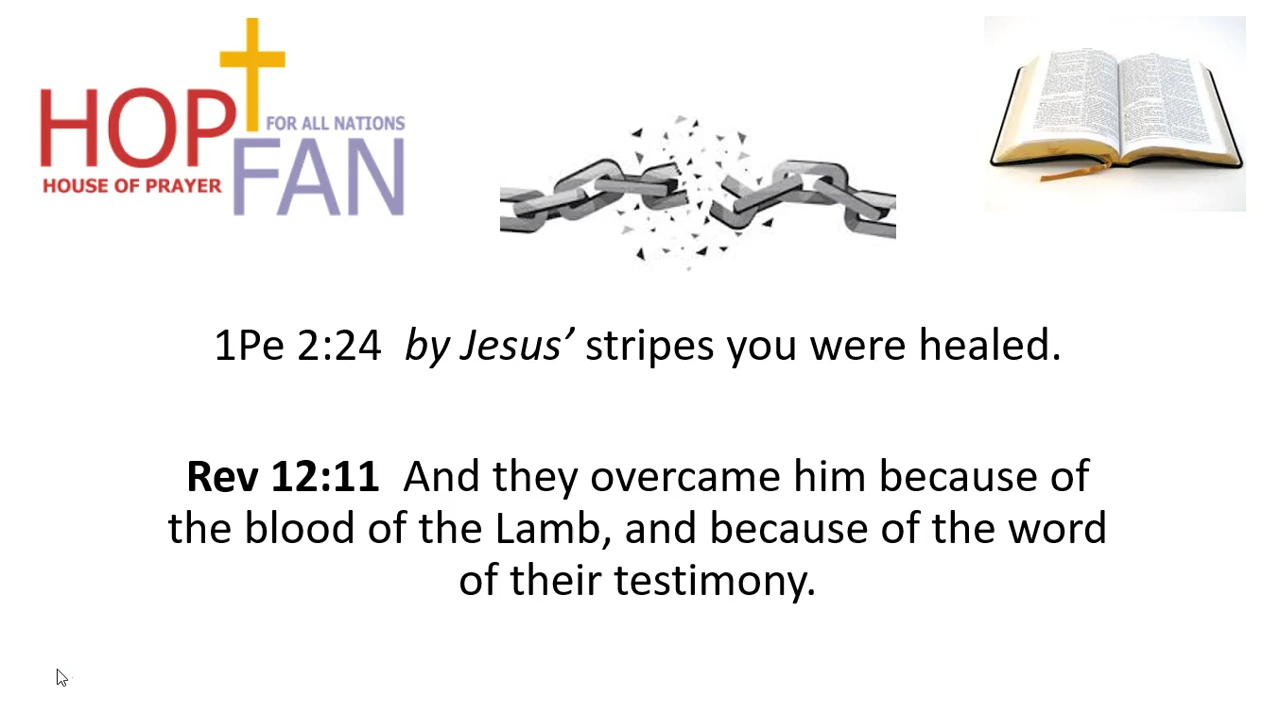 HOP
FOR ALL NATIONS
HOUSE OF PRAYER
FAN
1Pe 2:24 by Jesus’ stripes you were healed.
Rev 12:11 And they overcame him because of
the blood of the Lamb, and because of the word
of their testimony.